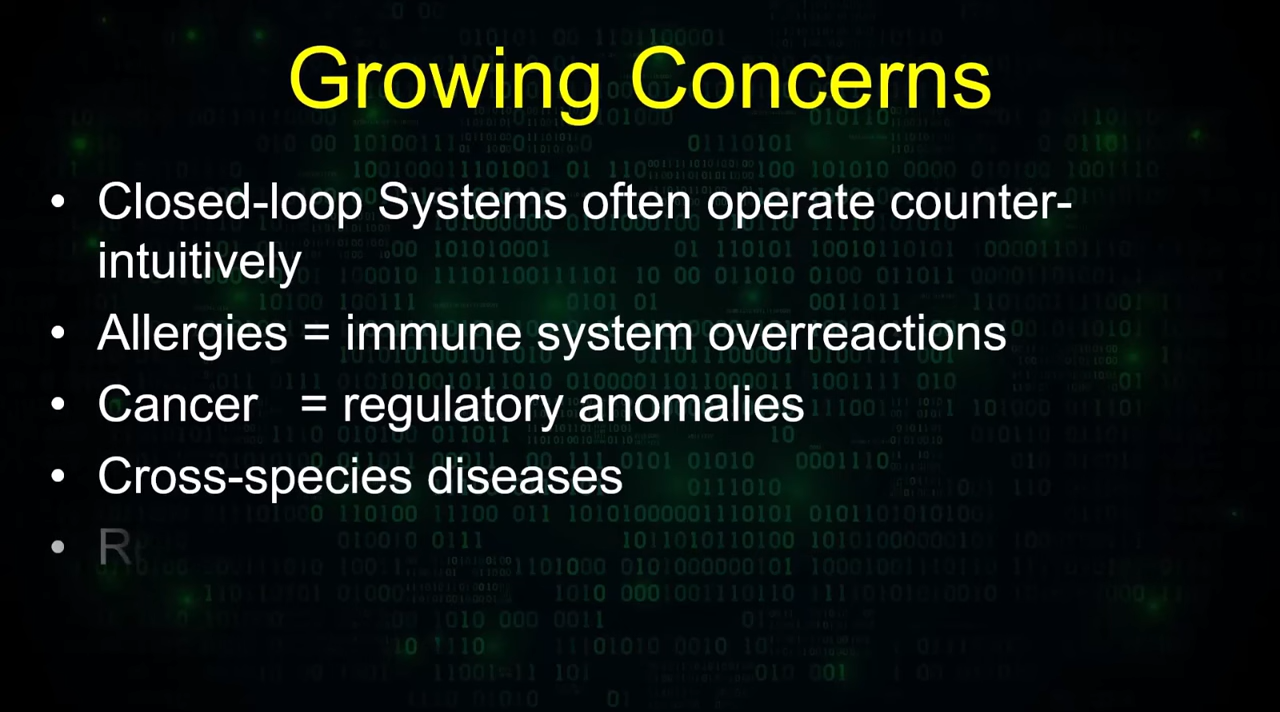 Growing Concerns
• Closed-loop Systems often operate counter-
intuitively
• Allergies = immune system overreactions
• Cancer = regulatory anomalies
• Cross-species diseases
• R